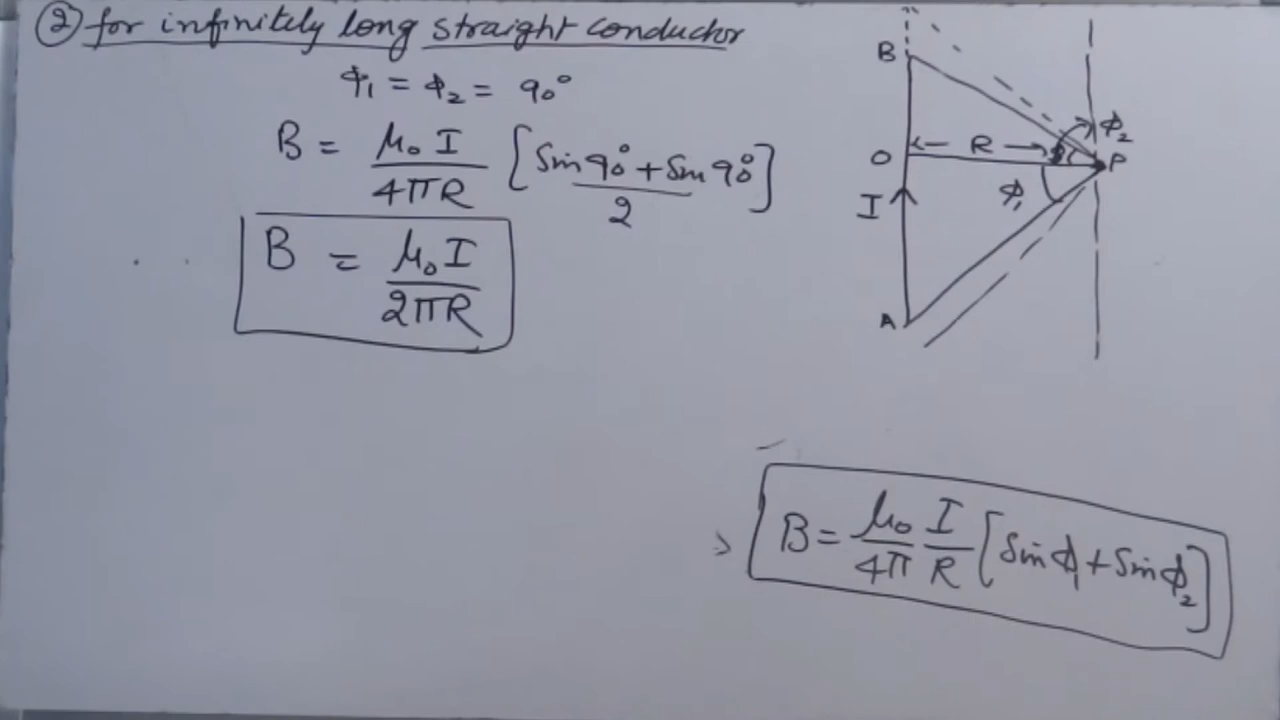 ② for infinitely long straight conductor
ϕ₁ = ϕ₂ = 90°
B = μ₀ I / 4πR [Sin 90° + Sin 90° / 2]
B = μ₀ I / 2πR
B
O
← R →
ϕ₂
P
I
ϕ₁
A
B = μ₀ / 4π I / R [Sin ϕ₁ + Sin ϕ₂]